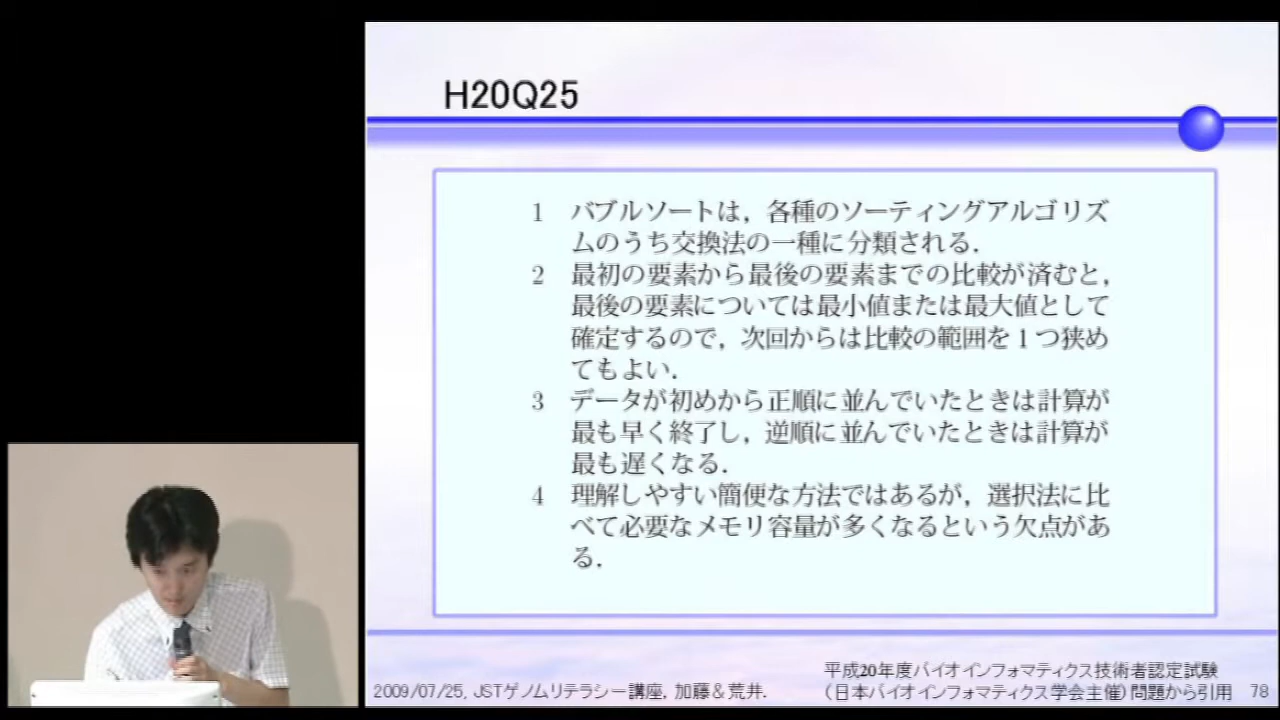 H20Q25
1 バブルソートは，各種のソーティングアルゴリズ
ムのうち交換法の一種に分類される．
2 最初の要素から最後の要素までの比較が済むと，
最後の要素については最小値または最大値として
確定するので，次回からは比較の範囲を１つ狭め
てもよい．
3 データが初めから正順に並んでいたときは計算が
最も早く終了し，逆順に並んでいたときは計算が
最も遅くなる．
4 理解しやすい簡便な方法ではあるが，選択法に比
べて必要なメモリ容量が多くなるという欠点があ
る．
平成20年度バイオインフォマティクス技術者認定試験
2009/07/25, JSTゲノムリテラシー講座, 加藤＆荒井.
（日本バイオインフォマティクス学会主催）問題から引用 78